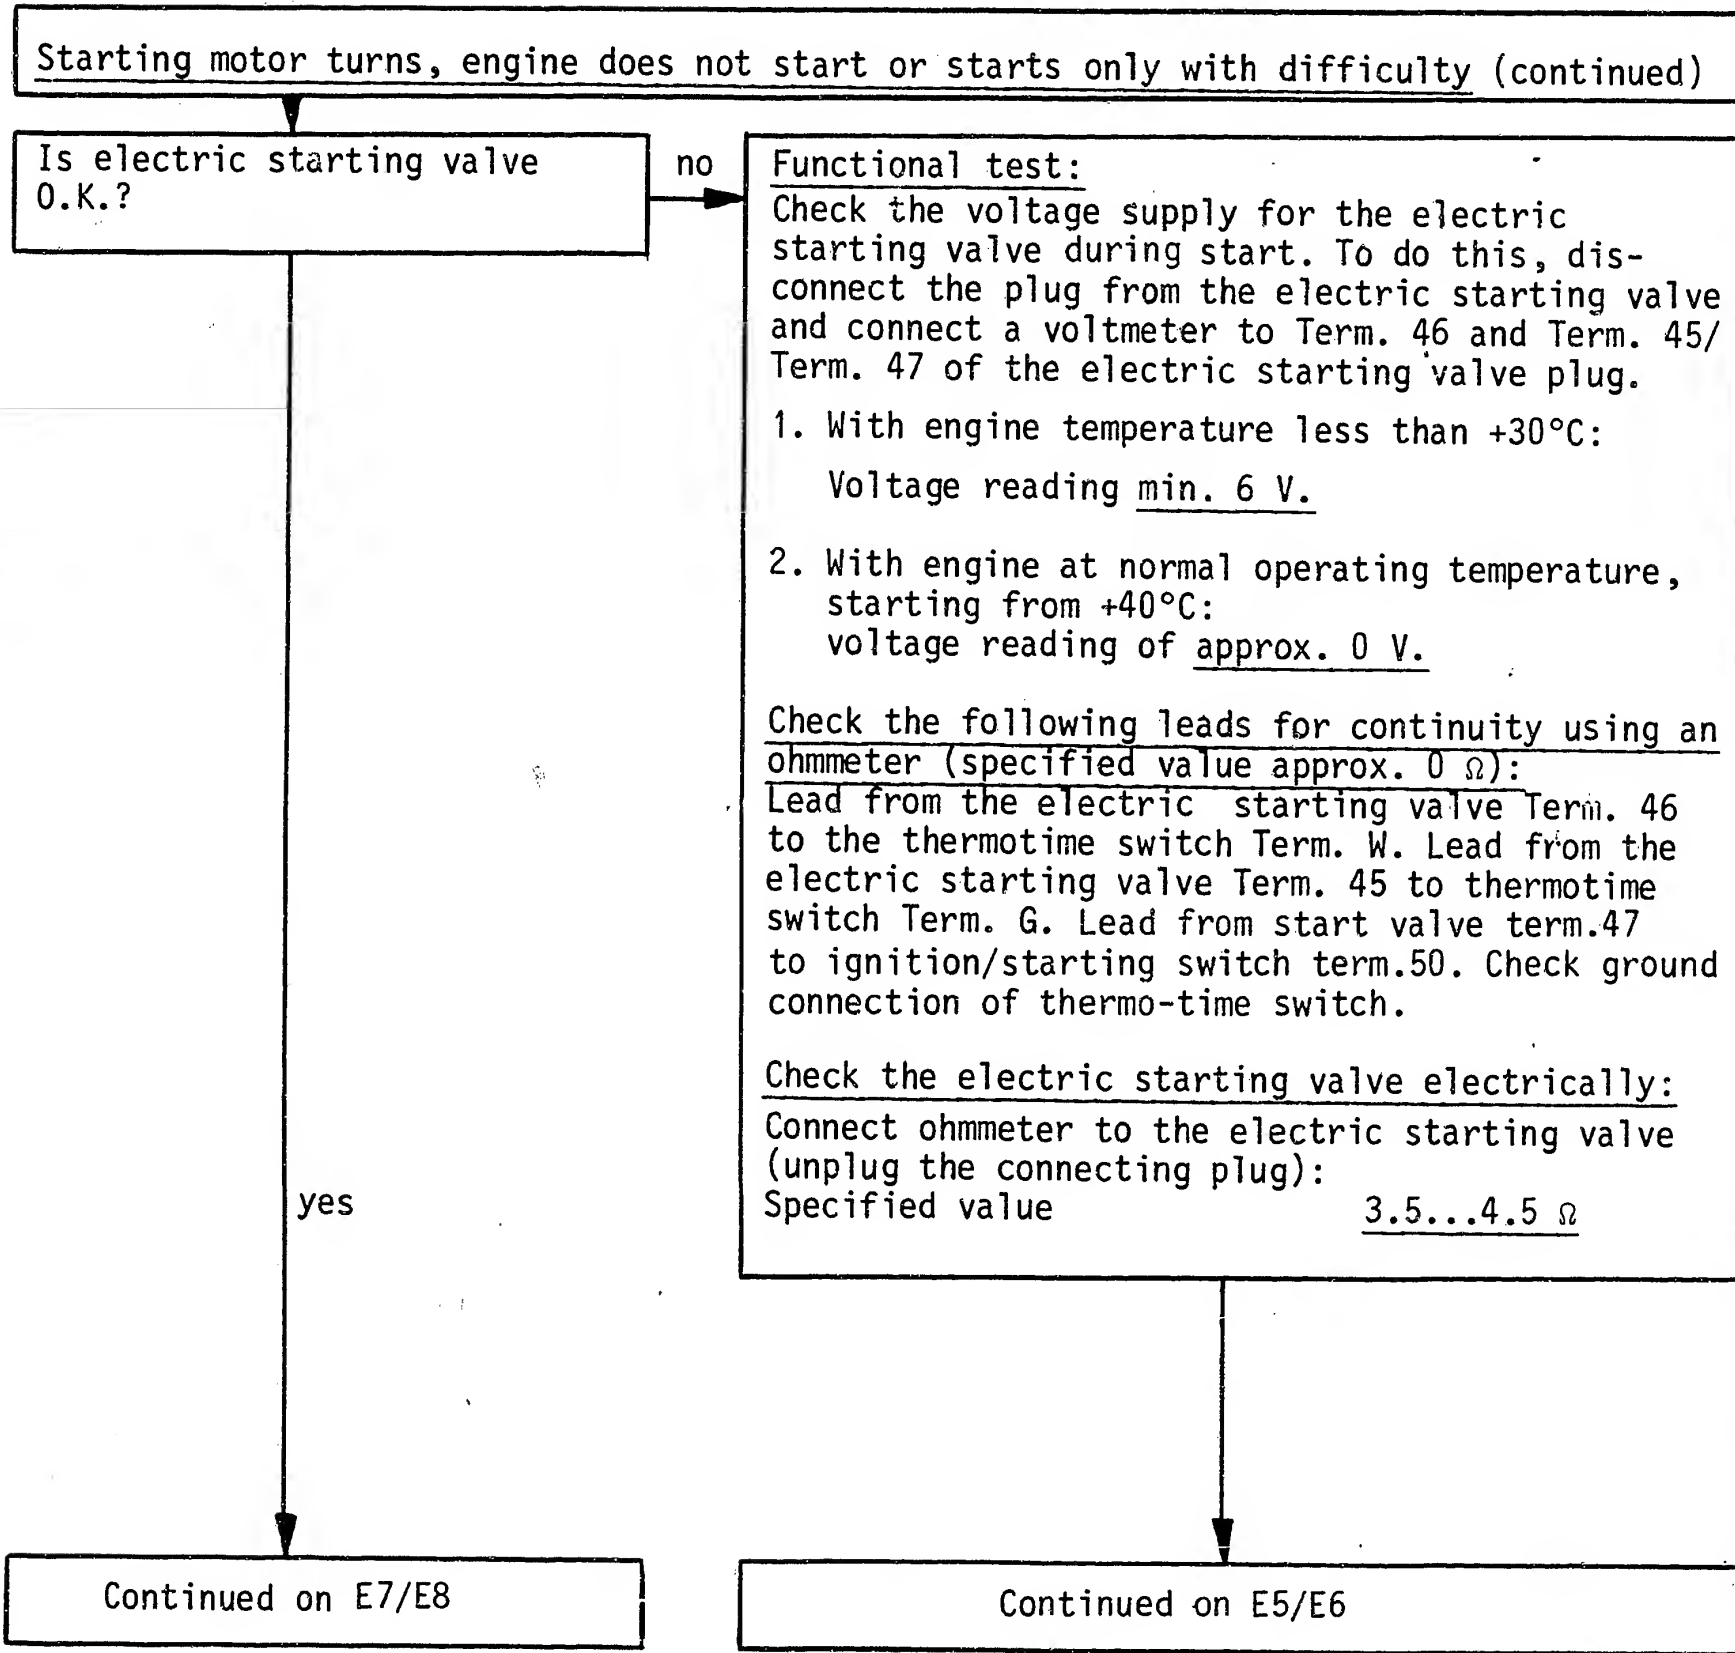 Starting motor turns, engine does not start or starts only with difficulty (continued)
Is electric starting valve
O.K.?
no
Functional test:
Check the voltage supply for the electric
starting valve during start. To do this, dis-
connect the plug from the electric starting valve
and connect a voltmeter to Term. 46 and Term. 45/
Term. 47 of the electric starting valve plug.
1. With engine temperature less than +30°C:
Voltage reading min. 6 V.
2. With engine at normal operating temperature,
starting from +40°C:
voltage reading of approx. 0 V.
Check the following leads for continuity using an
ohmmeter (specified value approx. 0 Ω):
Lead from the electric starting valve Term. 46
to the thermotime switch Term. W. Lead from the
electric starting valve Term. 45 to thermotime
switch Term. G. Lead from start valve term.47
to ignition/starting switch term.50. Check ground
connection of thermo-time switch.
Check the electric starting valve electrically:
Connect ohmmeter to the electric starting valve
(unplug the connecting plug):
Specified value 3.5...4.5 Ω
yes
Continued on E7/E8
Continued on E5/E6